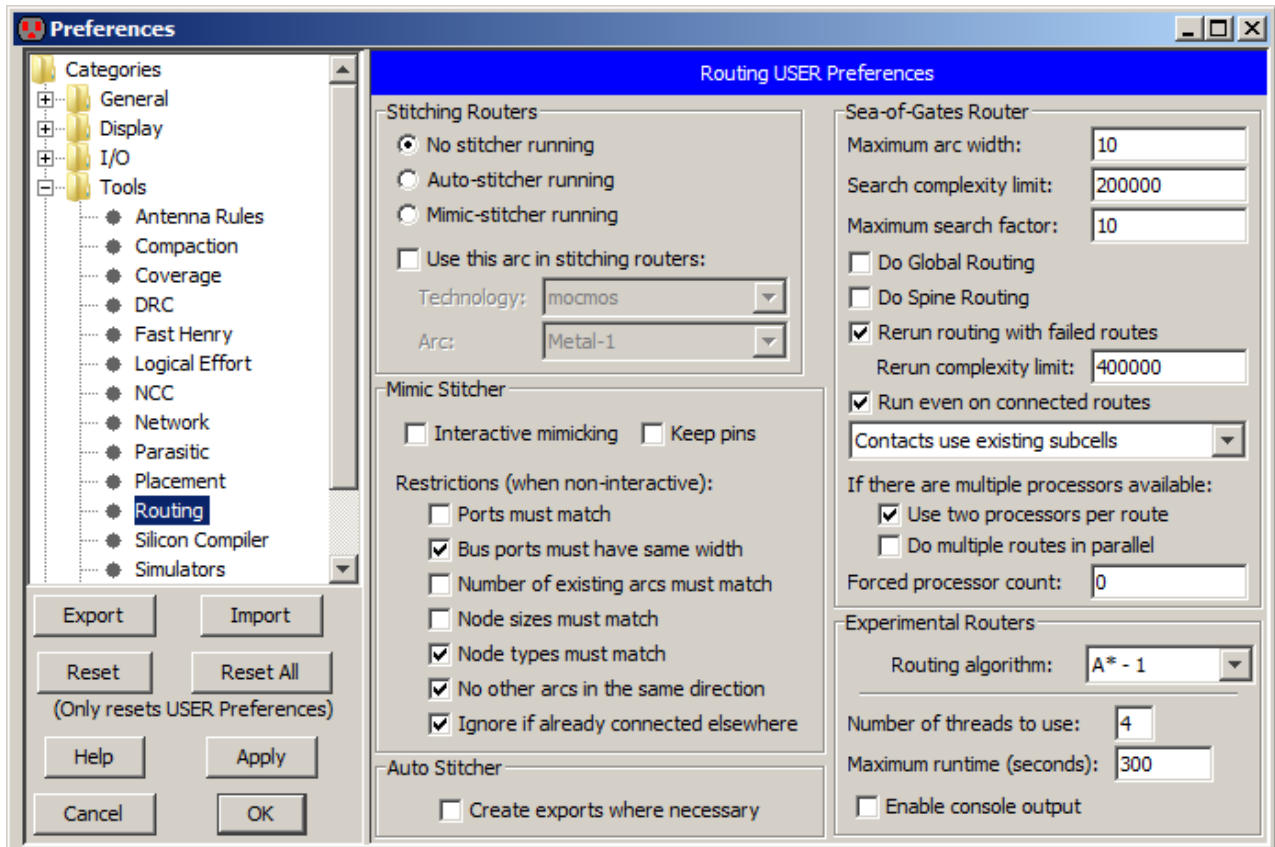 Preferences
Categories
General
Display
I/O
Tools
Antenna Rules
Compaction
Coverage
DRC
Fast Henry
Logical Effort
NCC
Network
Parasitic
Placement
Routing
Silicon Compiler
Simulators
Export Import
Reset Reset All
(Only resets USER Preferences)
Help Apply
Cancel OK
Routing USER Preferences
Stitching Routers
No stitcher running
Auto-stitcher running
Mimic-stitcher running
Use this arc in stitching routers:
Technology: mocmos
Arc: Metal-1
Mimic Stitcher
Interactive mimicking Keep pins
Restrictions (when non-interactive):
Ports must match
Bus ports must have same width
Number of existing arcs must match
Node sizes must match
Node types must match
No other arcs in the same direction
Ignore if already connected elsewhere
Auto Stitcher
Create exports where necessary
Sea-of-Gates Router
Maximum arc width: 10
Search complexity limit: 200000
Maximum search factor: 10
Do Global Routing
Do Spine Routing
Rerun routing with failed routes
Rerun complexity limit: 400000
Run even on connected routes
Contacts use existing subcells
If there are multiple processors available:
Use two processors per route
Do multiple routes in parallel
Forced processor count: 0
Experimental Routers
Routing algorithm: A* - 1
Number of threads to use: 4
Maximum runtime (seconds): 300
Enable console output